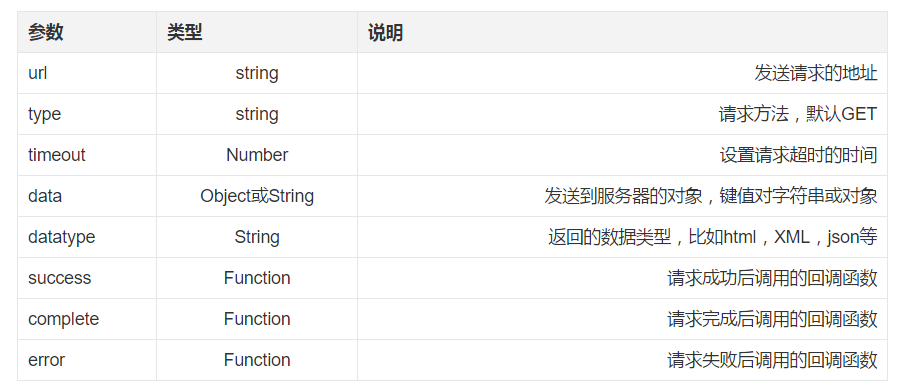 参数 类型 说明
url string 发送请求的地址
type string 请求方法，默认GET
timeout Number 设置请求超时的时间
data Object或String 发送到服务器的对象，键值对字符串或对象
datatype String 返回的数据类型，比如html，XML，json等
success Function 请求成功后调用的回调函数
complete Function 请求完成后调用的回调函数
error Function 请求失败后调用的回调函数